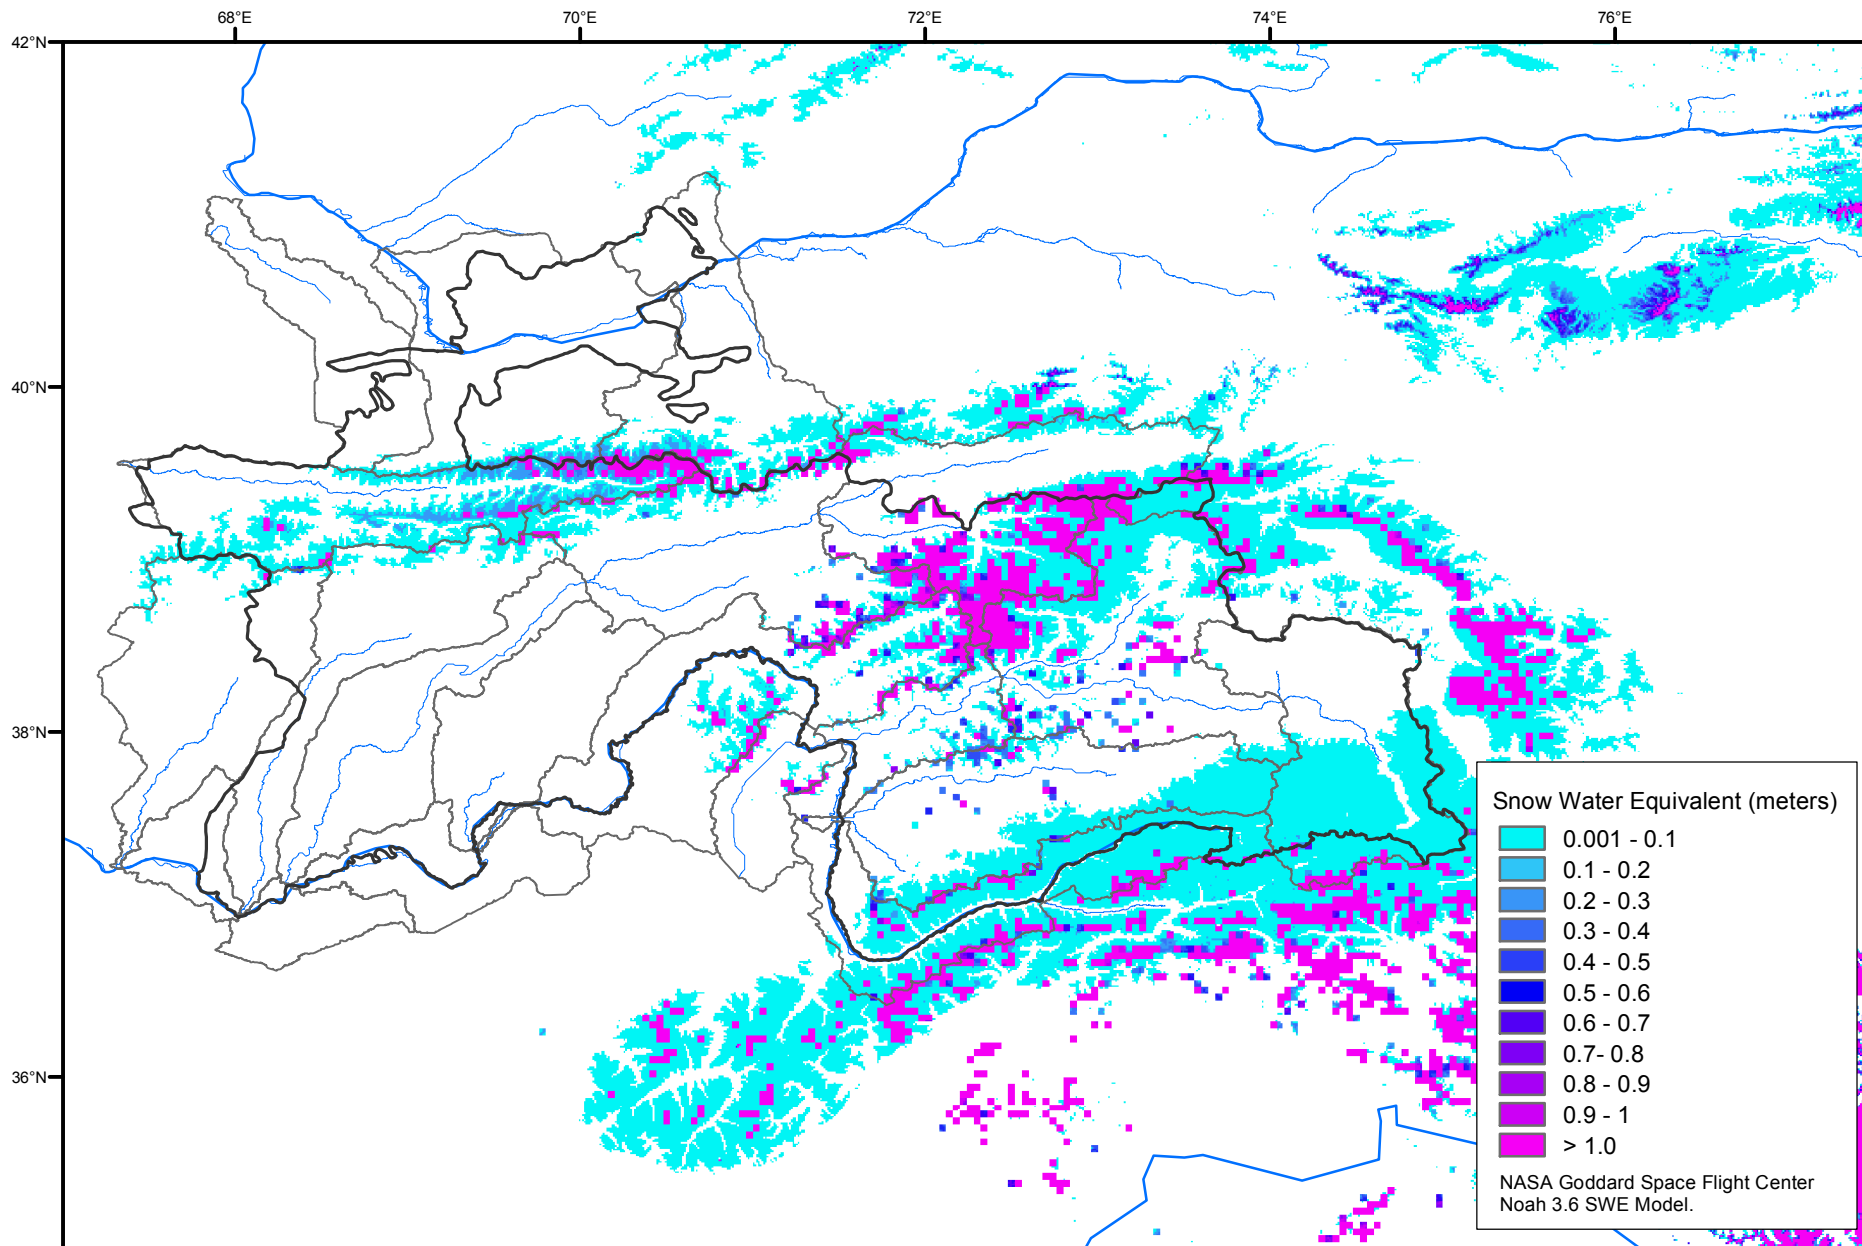 68°E
70°E
72°E
74°E
76°E
42°N
40°N
38°N
36°N
Snow Water Equivalent (meters)
0.001 - 0.1
0.1 - 0.2
0.2 - 0.3
0.3 - 0.4
0.4 - 0.5
0.5 - 0.6
0.6 - 0.7
0.7- 0.8
0.8 - 0.9
0.9 - 1
> 1.0
NASA Goddard Space Flight Center
Noah 3.6 SWE Model.